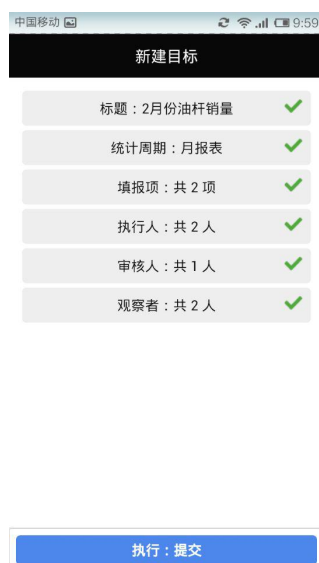 中国移动 9:59
新建目标
标题：2月份油杆销量
统计周期：月报表
填报项：共 2 项
执行人：共 2 人
审核人：共 1 人
观察者：共 2 人
执行：提交